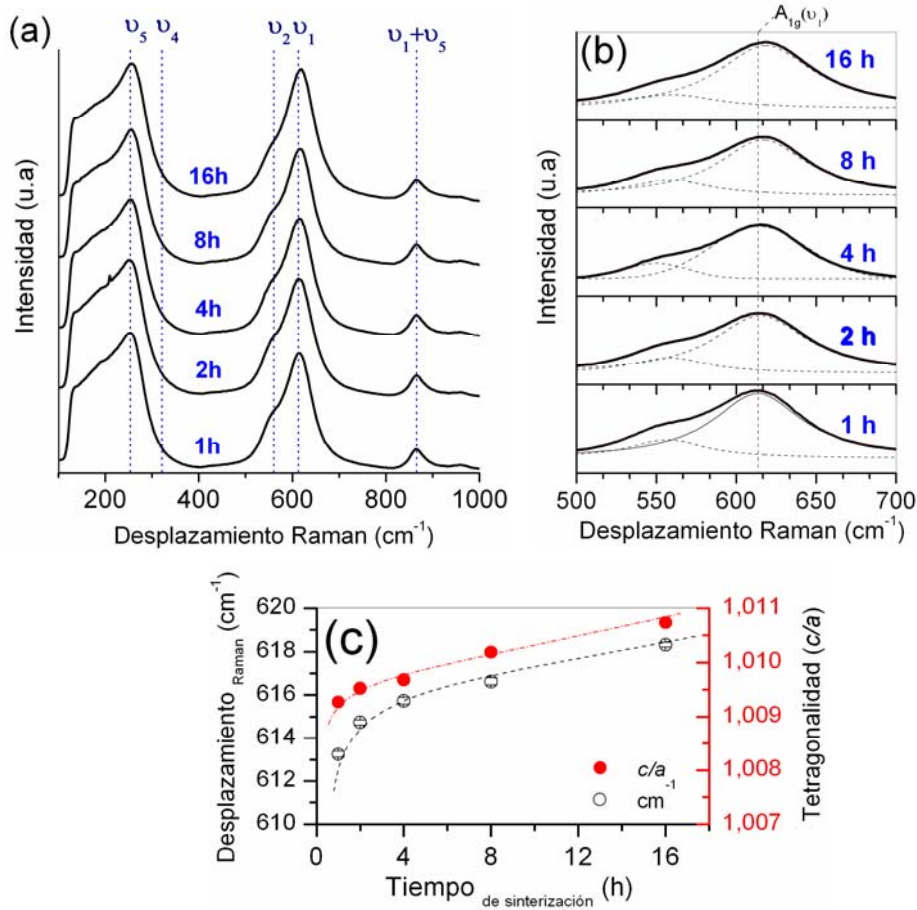 (a)
υ5 υ4 υ2 υ1 υ1+υ5
16h
8h
4h
2h
1h
Intensidad (u.a)
200 400 600 800 1000
Desplazamiento Raman (cm-1)
A1g(υ1)
(b)
16 h
8 h
4 h
2 h
1 h
Intensidad (u.a)
500 550 600 650 700
Desplazamiento Raman (cm-1)
(c)
620
618
616
614
612
610
Desplazamiento Raman (cm-1)
1,011
1,010
1,009
1,008
1,007
Tetragonalidad (c/a)
c/a
cm-1
0 4 8 12 16
Tiempo de sinterización (h)